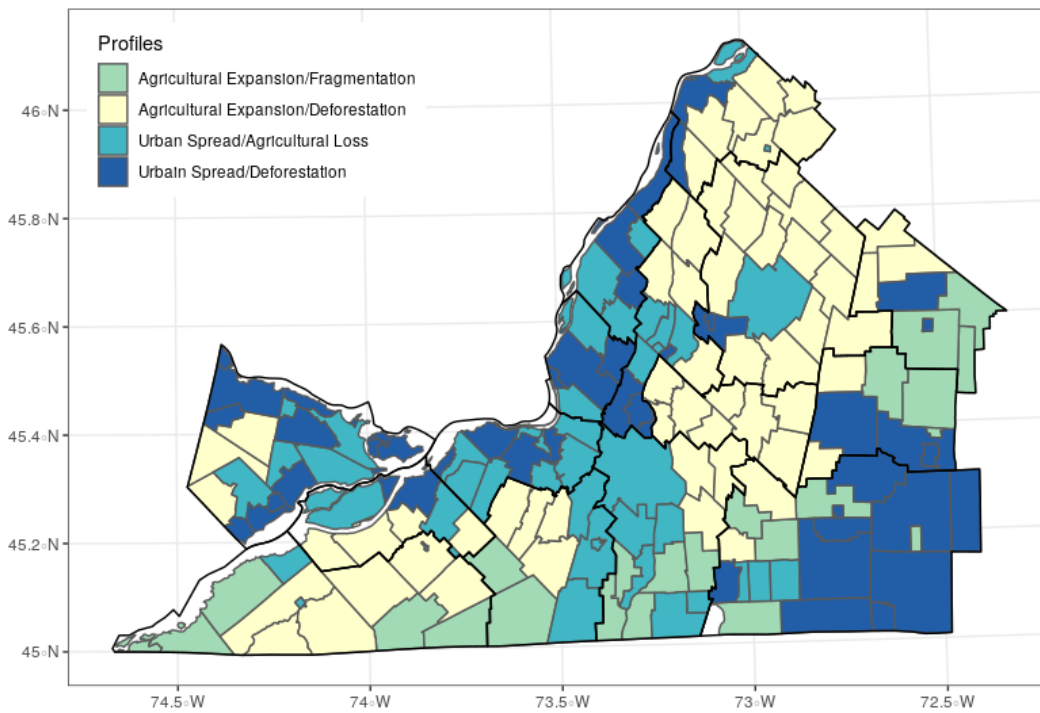 Profiles
Agricultural Expansion/Fragmentation
Agricultural Expansion/Deforestation
Urban Spread/Agricultural Loss
Urbain Spread/Deforestation
46°N
45.8°N
45.6°N
45.4°N
45.2°N
45°N
74.5°W 74°W 73.5°W 73°W 72.5°W